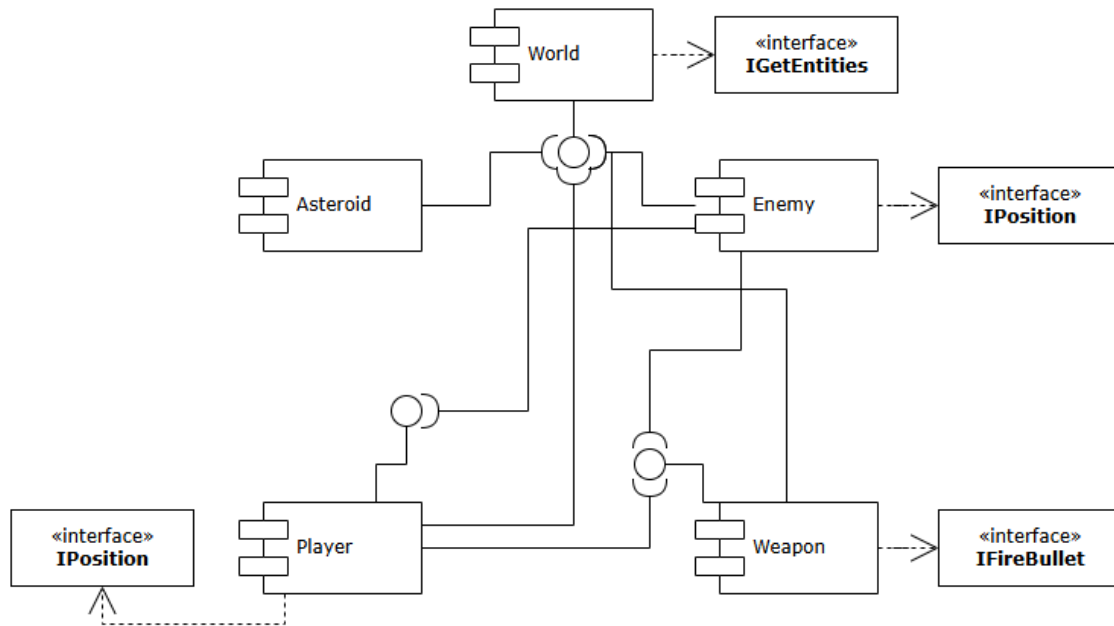 World
«interface»
IGetEntities
Asteroid
Enemy
«interface»
IPosition
«interface»
IPosition
Player
Weapon
«interface»
IFireBullet